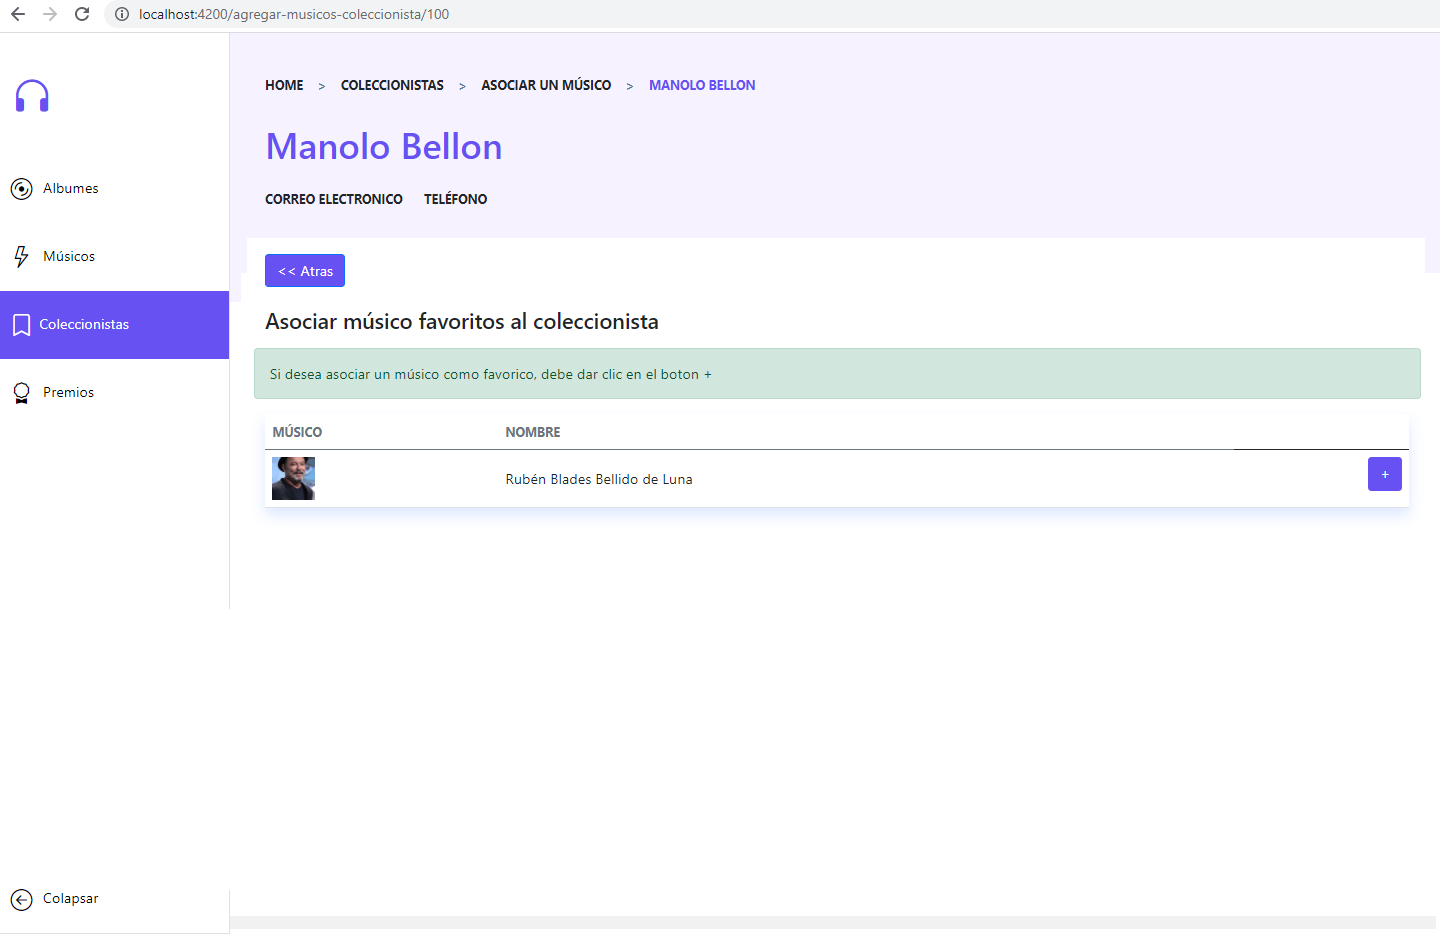 localhost:4200/agregar-musicos-coleccionista/100
HOME > COLECCIONISTAS > ASOCIAR UN MÚSICO > MANOLO BELLON
Manolo Bellon
CORREO ELECTRONICO TELÉFONO
Albumes
Músicos
Coleccionistas
Premios
Colapsar
<< Atras
Asociar músico favoritos al coleccionista
Si desea asociar un músico como favorico, debe dar clic en el boton +
MÚSICO NOMBRE
Rubén Blades Bellido de Luna +